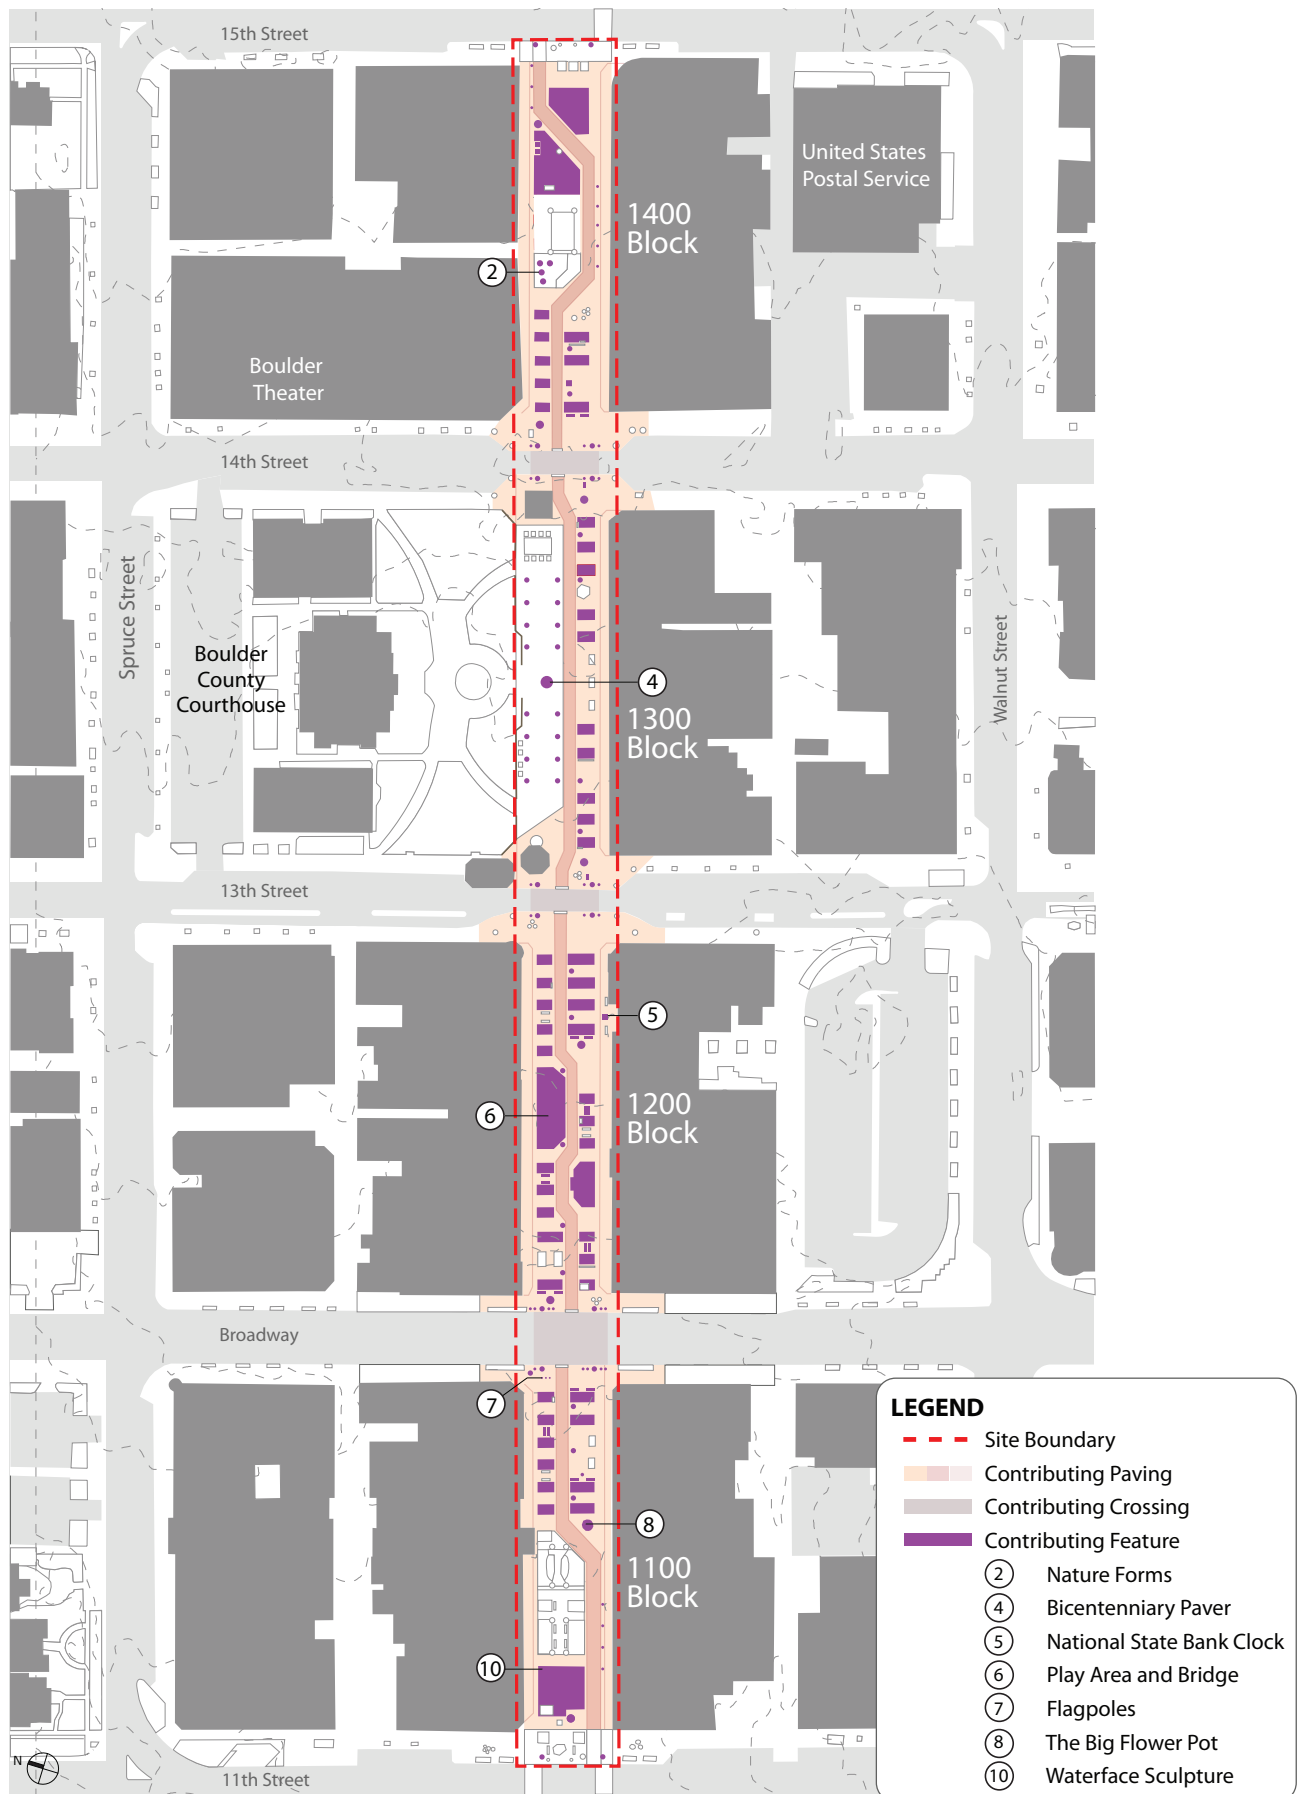 15th Street
United States
Postal Service
1400
Block
2
Boulder
Theater
14th Street
Spruce Street
Walnut Street
Boulder
County
Courthouse
4
1300
Block
13th Street
5
6
1200
Block
Broadway
7
8
1100
Block
10
N
11th Street
LEGEND
Site Boundary
Contributing Paving
Contributing Crossing
Contributing Feature
2 Nature Forms
4 Bicentenniary Paver
5 National State Bank Clock
6 Play Area and Bridge
7 Flagpoles
8 The Big Flower Pot
10 Waterface Sculpture